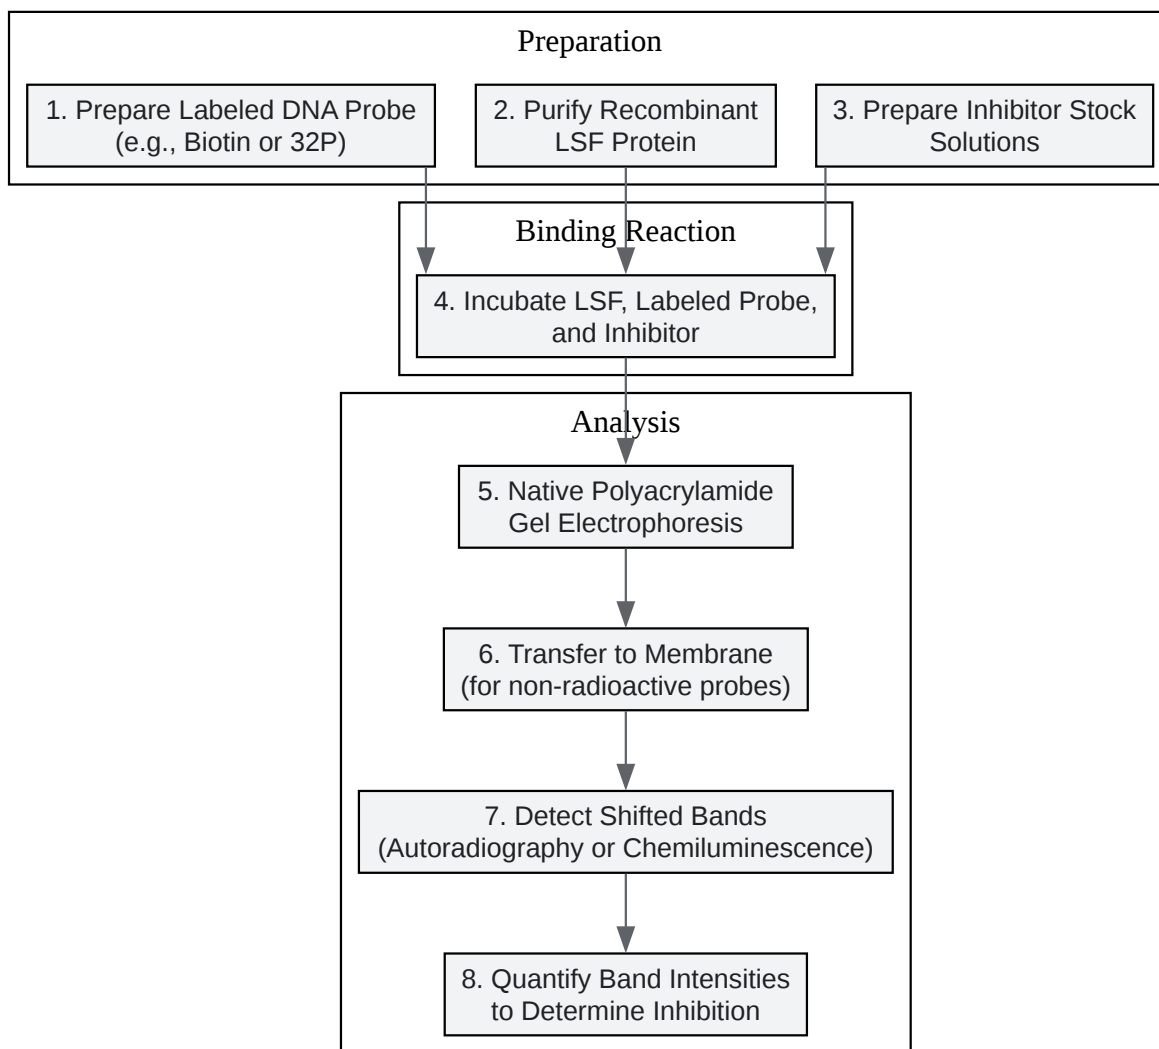 Preparation
1. Prepare Labeled DNA Probe
(e.g., Biotin or 32P)
2. Purify Recombinant
LSF Protein
3. Prepare Inhibitor Stock
Solutions
Binding Reaction
4. Incubate LSF, Labeled Probe,
and Inhibitor
Analysis
5. Native Polyacrylamide
Gel Electrophoresis
6. Transfer to Membrane
(for non-radioactive probes)
7. Detect Shifted Bands
(Autoradiography or Chemiluminescence)
8. Quantify Band Intensities
to Determine Inhibition